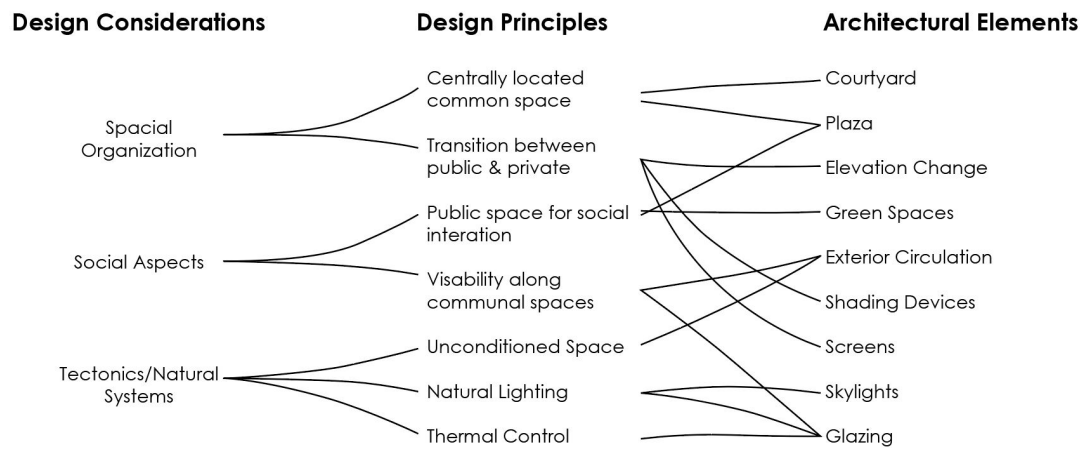 Design Considerations
Design Principles
Architectural Elements
Spacial
Organization
Social Aspects
Tectonics/Natural
Systems
Centrally located
common space
Transition between
public & private
Public space for social
interation
Visability along
communal spaces
Unconditioned Space
Natural Lighting
Thermal Control
Courtyard
Plaza
Elevation Change
Green Spaces
Exterior Circulation
Shading Devices
Screens
Skylights
Glazing